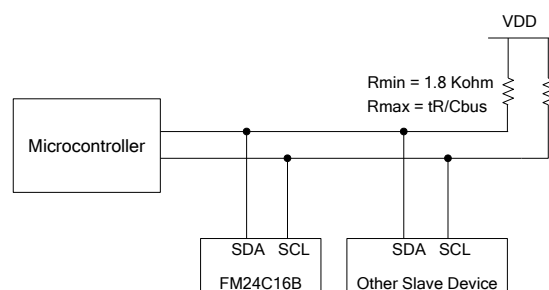 VDD
Rmin = 1.8 Kohm
Rmax = tR/Cbus
Microcontroller
SDA SCL SDA SCL
FM24C16B Other Slave Device